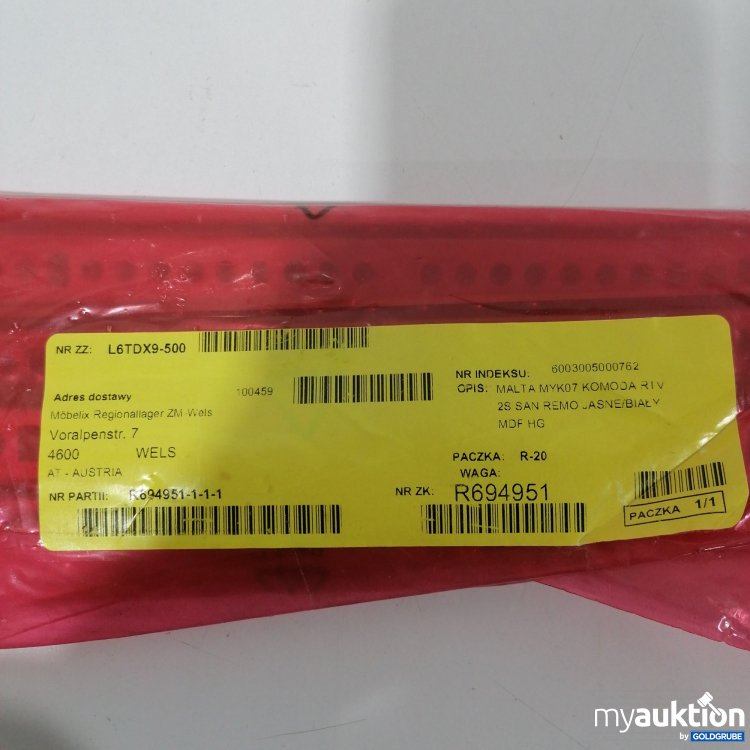 NR ZZ: L6TDX9-500
Adres dostawy 100459
Möbelix Regionallager ZM-Wels
Voralpenstr. 7
4600 WELS
AT - AUSTRIA
NR PARTII: R694951-1-1-1
NR INDEKSU: 6003005000762
OPIS: MALTA MYK07 KOMODA RTV
2S SAN REMO JASNE/BIAŁY
MDF HG
PACZKA: R-20
WAGA:
NR ZK: R694951
PACZKA 1/1
myauktion
by GOLDGRUBE